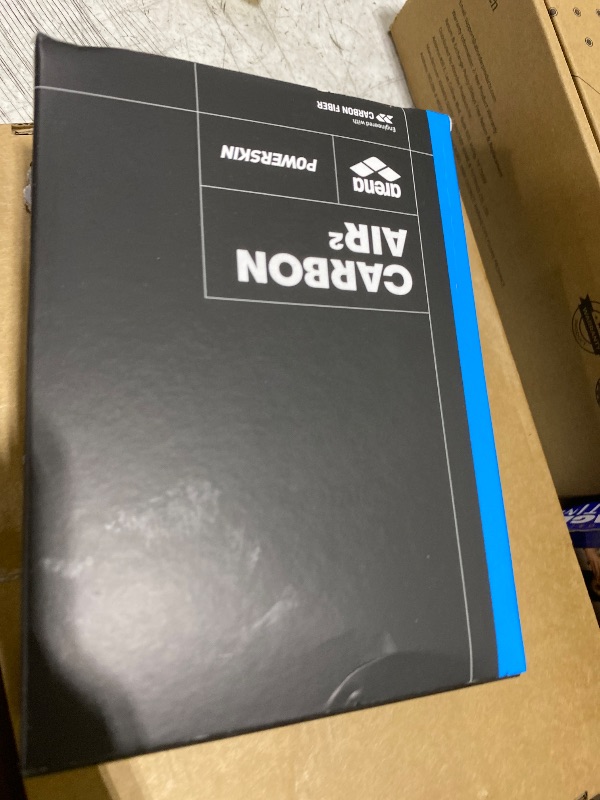 CARBON
AIR²
arena
POWERSKIN
Engineered with
CARBON FIBER